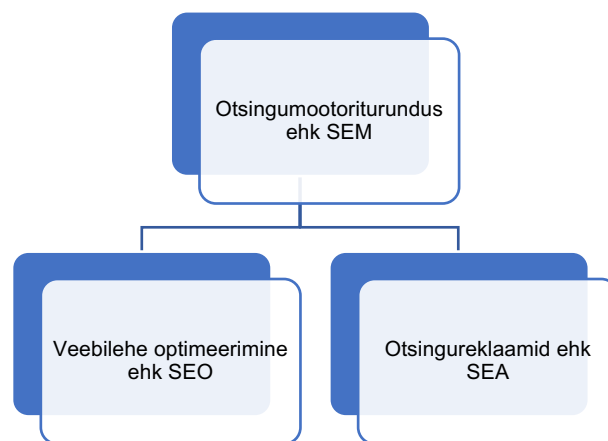 Otsingumootoriturundus
ehk SEM
Veebilehe optimeerimine
ehk SEO
Otsingureklaamid ehk
SEA